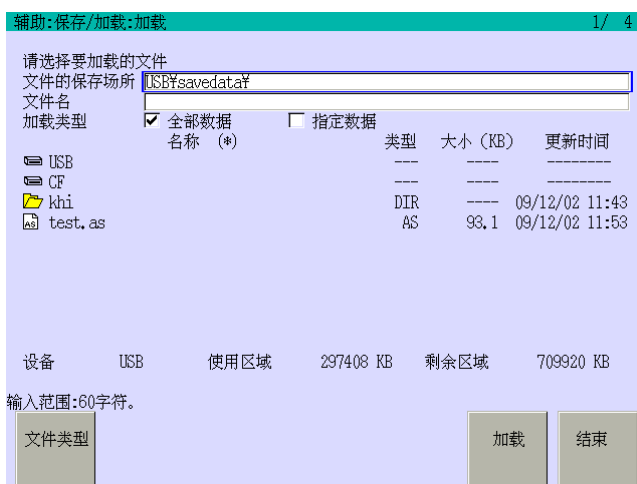 辅助:保存/加载:加载 1/ 4
请选择要加载的文件
文件的保存场所 USB¥savedata¥
文件名
加载类型 全部数据 指定数据
名称 (*) 类型 大小 (KB) 更新时间
USB --- ---- --------
CF --- ---- --------
khi DIR ---- 09/12/02 11:43
AS test.as AS 93.1 09/12/02 11:53
设备 USB 使用区域 297408 KB 剩余区域 709920 KB
输入范围:60字符。
文件类型 加载 结束